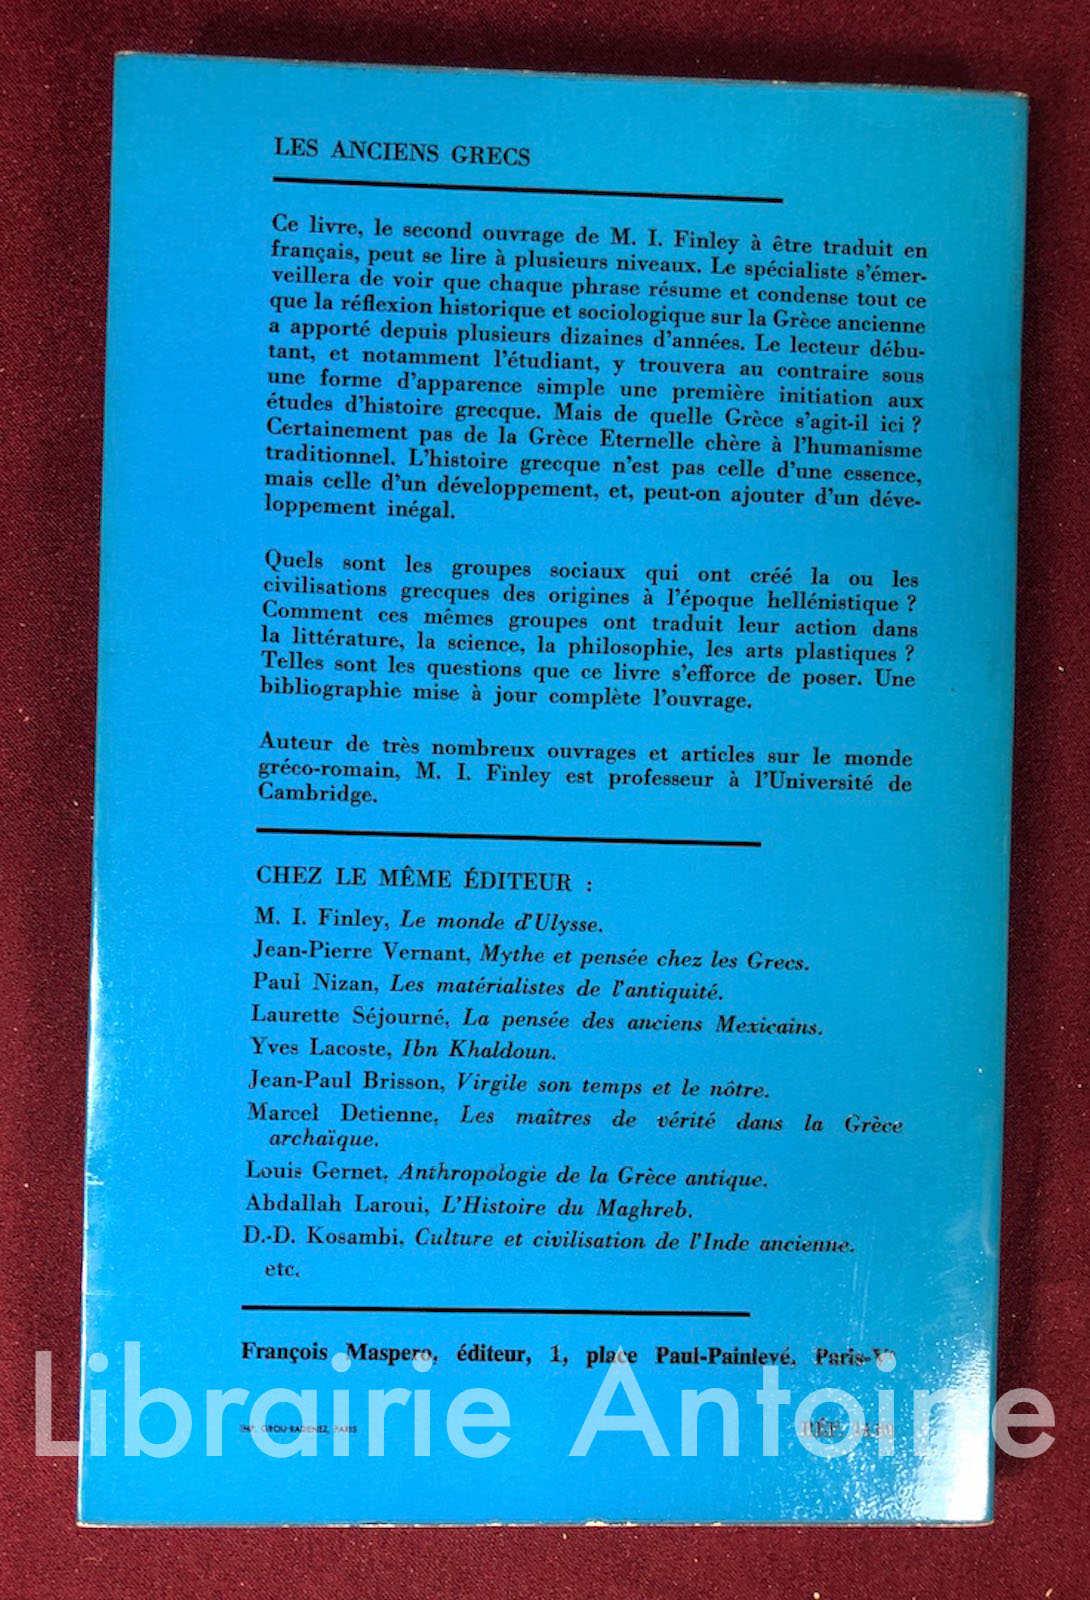 LES ANCIENS GRECS
Ce livre, le second ouvrage de M. I. Finley à être traduit en
français, peut se lire à plusieurs niveaux. Le spécialiste s'émer-
veillera de voir que chaque phrase résume et condense tout ce
que la réflexion historique et sociologique sur la Grèce ancienne
a apporté depuis plusieurs dizaines d'années. Le lecteur débu-
tant, et notamment l'étudiant, y trouvera au contraire sous
une forme d'apparence simple une première initiation aux
études d'histoire grecque. Mais de quelle Grèce s'agit-il ici ?
Certainement pas de la Grèce Eternelle chère à l'humanisme
traditionnel. L'histoire grecque n'est pas celle d'une essence,
mais celle d'un développement, et, peut-on ajouter d'un déve-
loppement inégal.
Quels sont les groupes sociaux qui ont créé la ou les
civilisations grecques des origines à l'époque hellénistique ?
Comment ces mêmes groupes ont traduit leur action dans
la littérature, la science, la philosophie, les arts plastiques ?
Telles sont les questions que ce livre s'efforce de poser. Une
bibliographie mise à jour complète l'ouvrage.
Auteur de très nombreux ouvrages et articles sur le monde
gréco-romain, M. I. Finley est professeur à l'Université de
Cambridge.
CHEZ LE MÊME ÉDITEUR :
M. I. Finley, Le monde d'Ulysse.
Jean-Pierre Vernant, Mythe et pensée chez les Grecs.
Paul Nizan, Les matérialistes de l'antiquité.
Laurette Séjourné, La pensée des anciens Mexicains.
Yves Lacoste, Ibn Khaldoun.
Jean-Paul Brisson, Virgile son temps et le nôtre.
Marcel Detienne, Les maîtres de vérité dans la Grèce
archaïque.
Louis Gernet, Anthropologie de la Grèce antique.
Abdallah Laroui, L'Histoire du Maghreb.
D.-D. Kosambi, Culture et civilisation de l'Inde ancienne.
etc.
François Maspero, éditeur, 1, place Paul-Painlevé, Paris-Vᵉ
Librairie Antoine
IMP. GROU-RADENEZ, PARIS